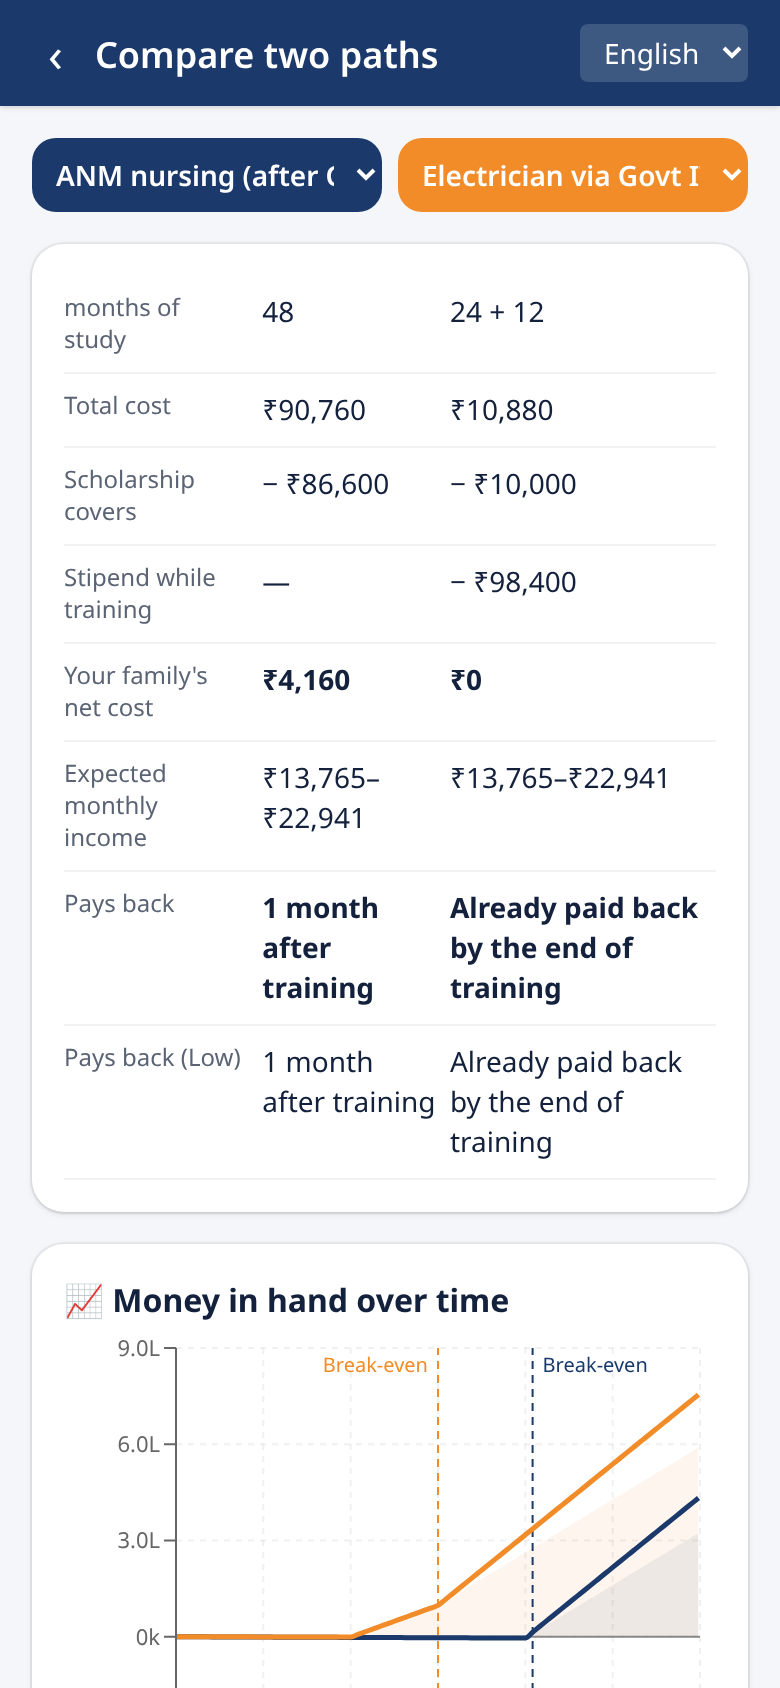 Compare two paths
English
ANM nursing (after
Electrician via Govt I
months of study
48
24 + 12
Total cost
₹90,760
₹10,880
Scholarship covers
− ₹86,600
− ₹10,000
Stipend while training
—
− ₹98,400
Your family's net cost
₹4,160
₹0
Expected monthly income
₹13,765–₹22,941
₹13,765–₹22,941
Pays back
1 month after training
Already paid back by the end of training
Pays back (Low)
1 month after training
Already paid back by the end of training
📈 Money in hand over time
9.0L
Break-even
Break-even
6.0L
3.0L
0k